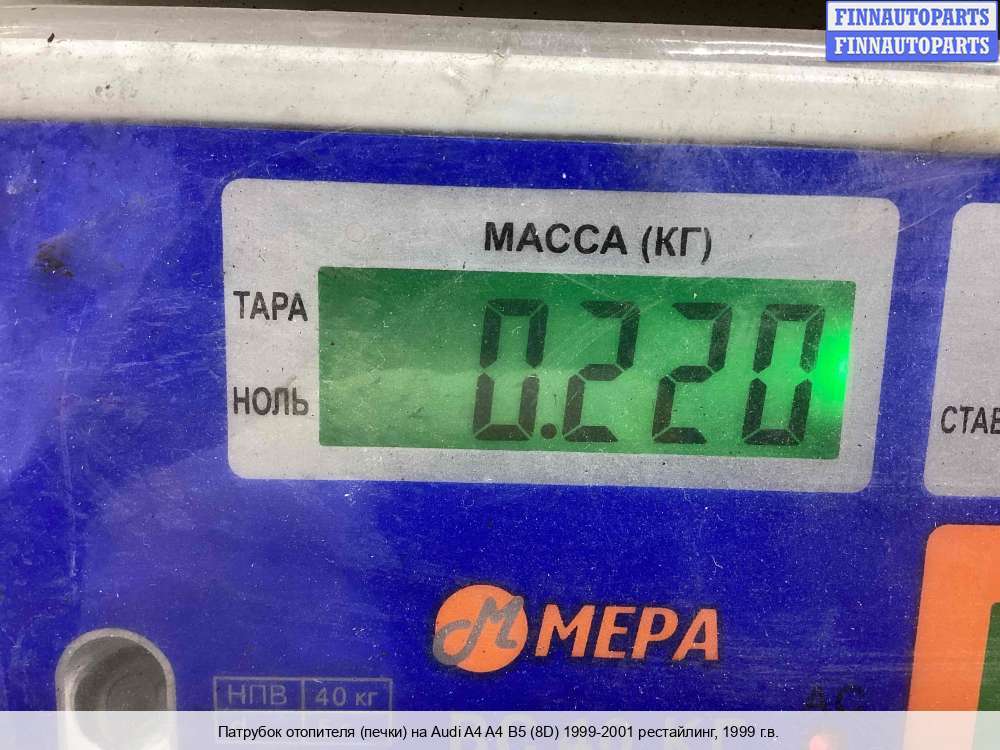 FINNAUTOPARTS
FINNAUTOPARTS
МАССА (КГ)
ТАРА
0.220
НОЛЬ
СТАВ
М МЕРА
НПВ 40 кг
Патрубок отопителя (печки) на Audi A4 A4 B5 (8D) 1999-2001 рестайлинг, 1999 г.в.